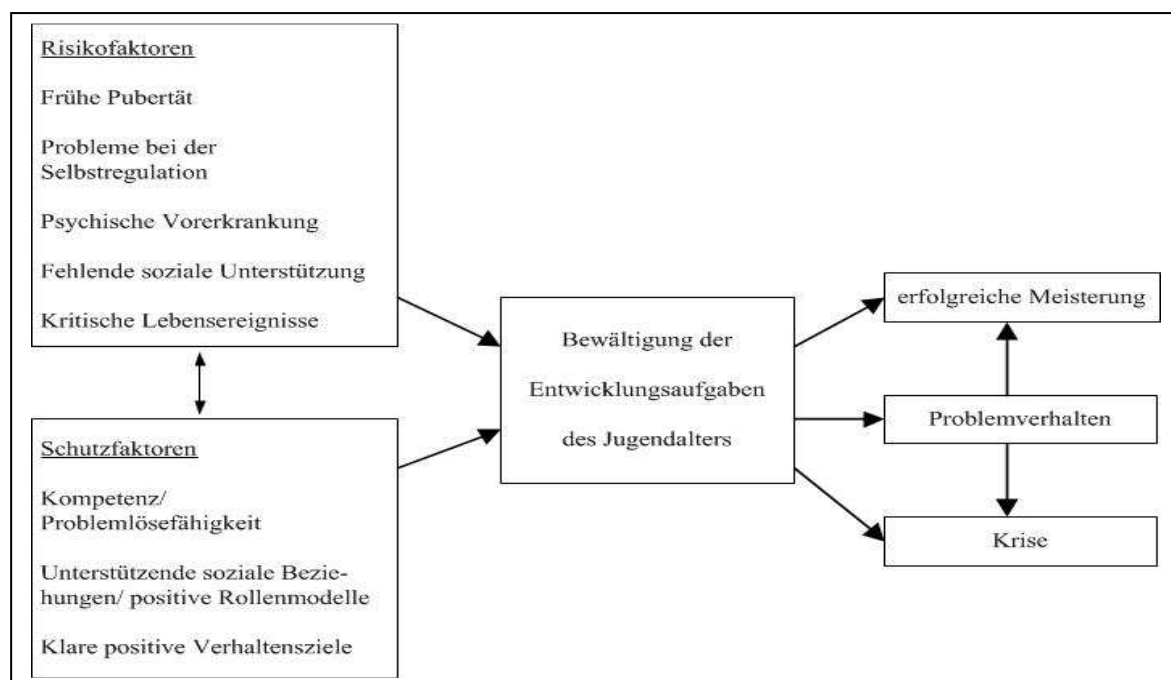 Risikofaktoren
Frühe Pubertät
Probleme bei der
Selbstregulation
Psychische Vorerkrankung
Fehlende soziale Unterstützung
Kritische Lebensereignisse
Schutzfaktoren
Kompetenz/
Problemlösefähigkeit
Unterstützende soziale Bezie-
hungen/ positive Rollenmodelle
Klare positive Verhaltensziele
Bewältigung der
Entwicklungsaufgaben
des Jugendalters
erfolgreiche Meisterung
Problemverhalten
Krise